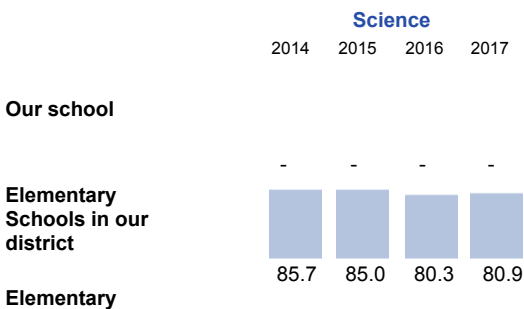 Science
2014 2015 2016 2017
Our school
- - - -
Elementary
Schools in our
district
85.7 85.0 80.3 80.9
Elementary